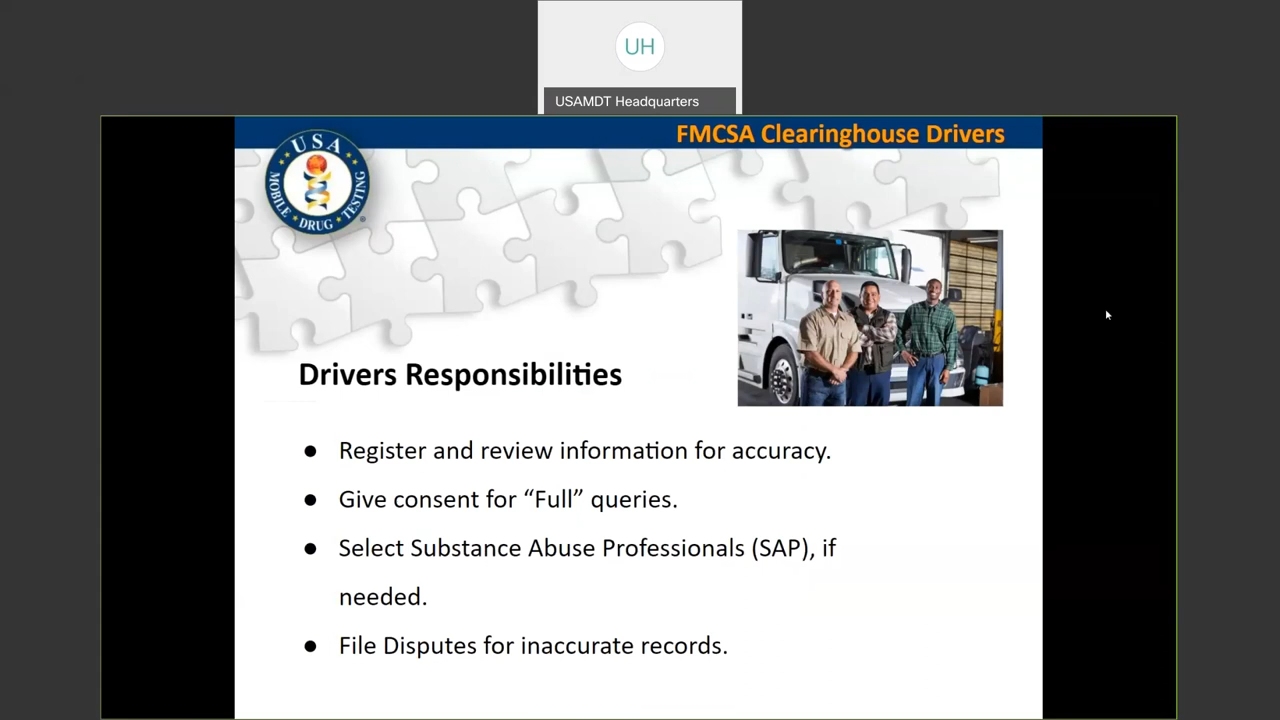 UH
USAMDT Headquarters
FMCSA Clearinghouse Drivers
USA
MOBILE DRUG TESTING
®
Drivers Responsibilities
● Register and review information for accuracy.
● Give consent for “Full” queries.
● Select Substance Abuse Professionals (SAP), if
needed.
● File Disputes for inaccurate records.